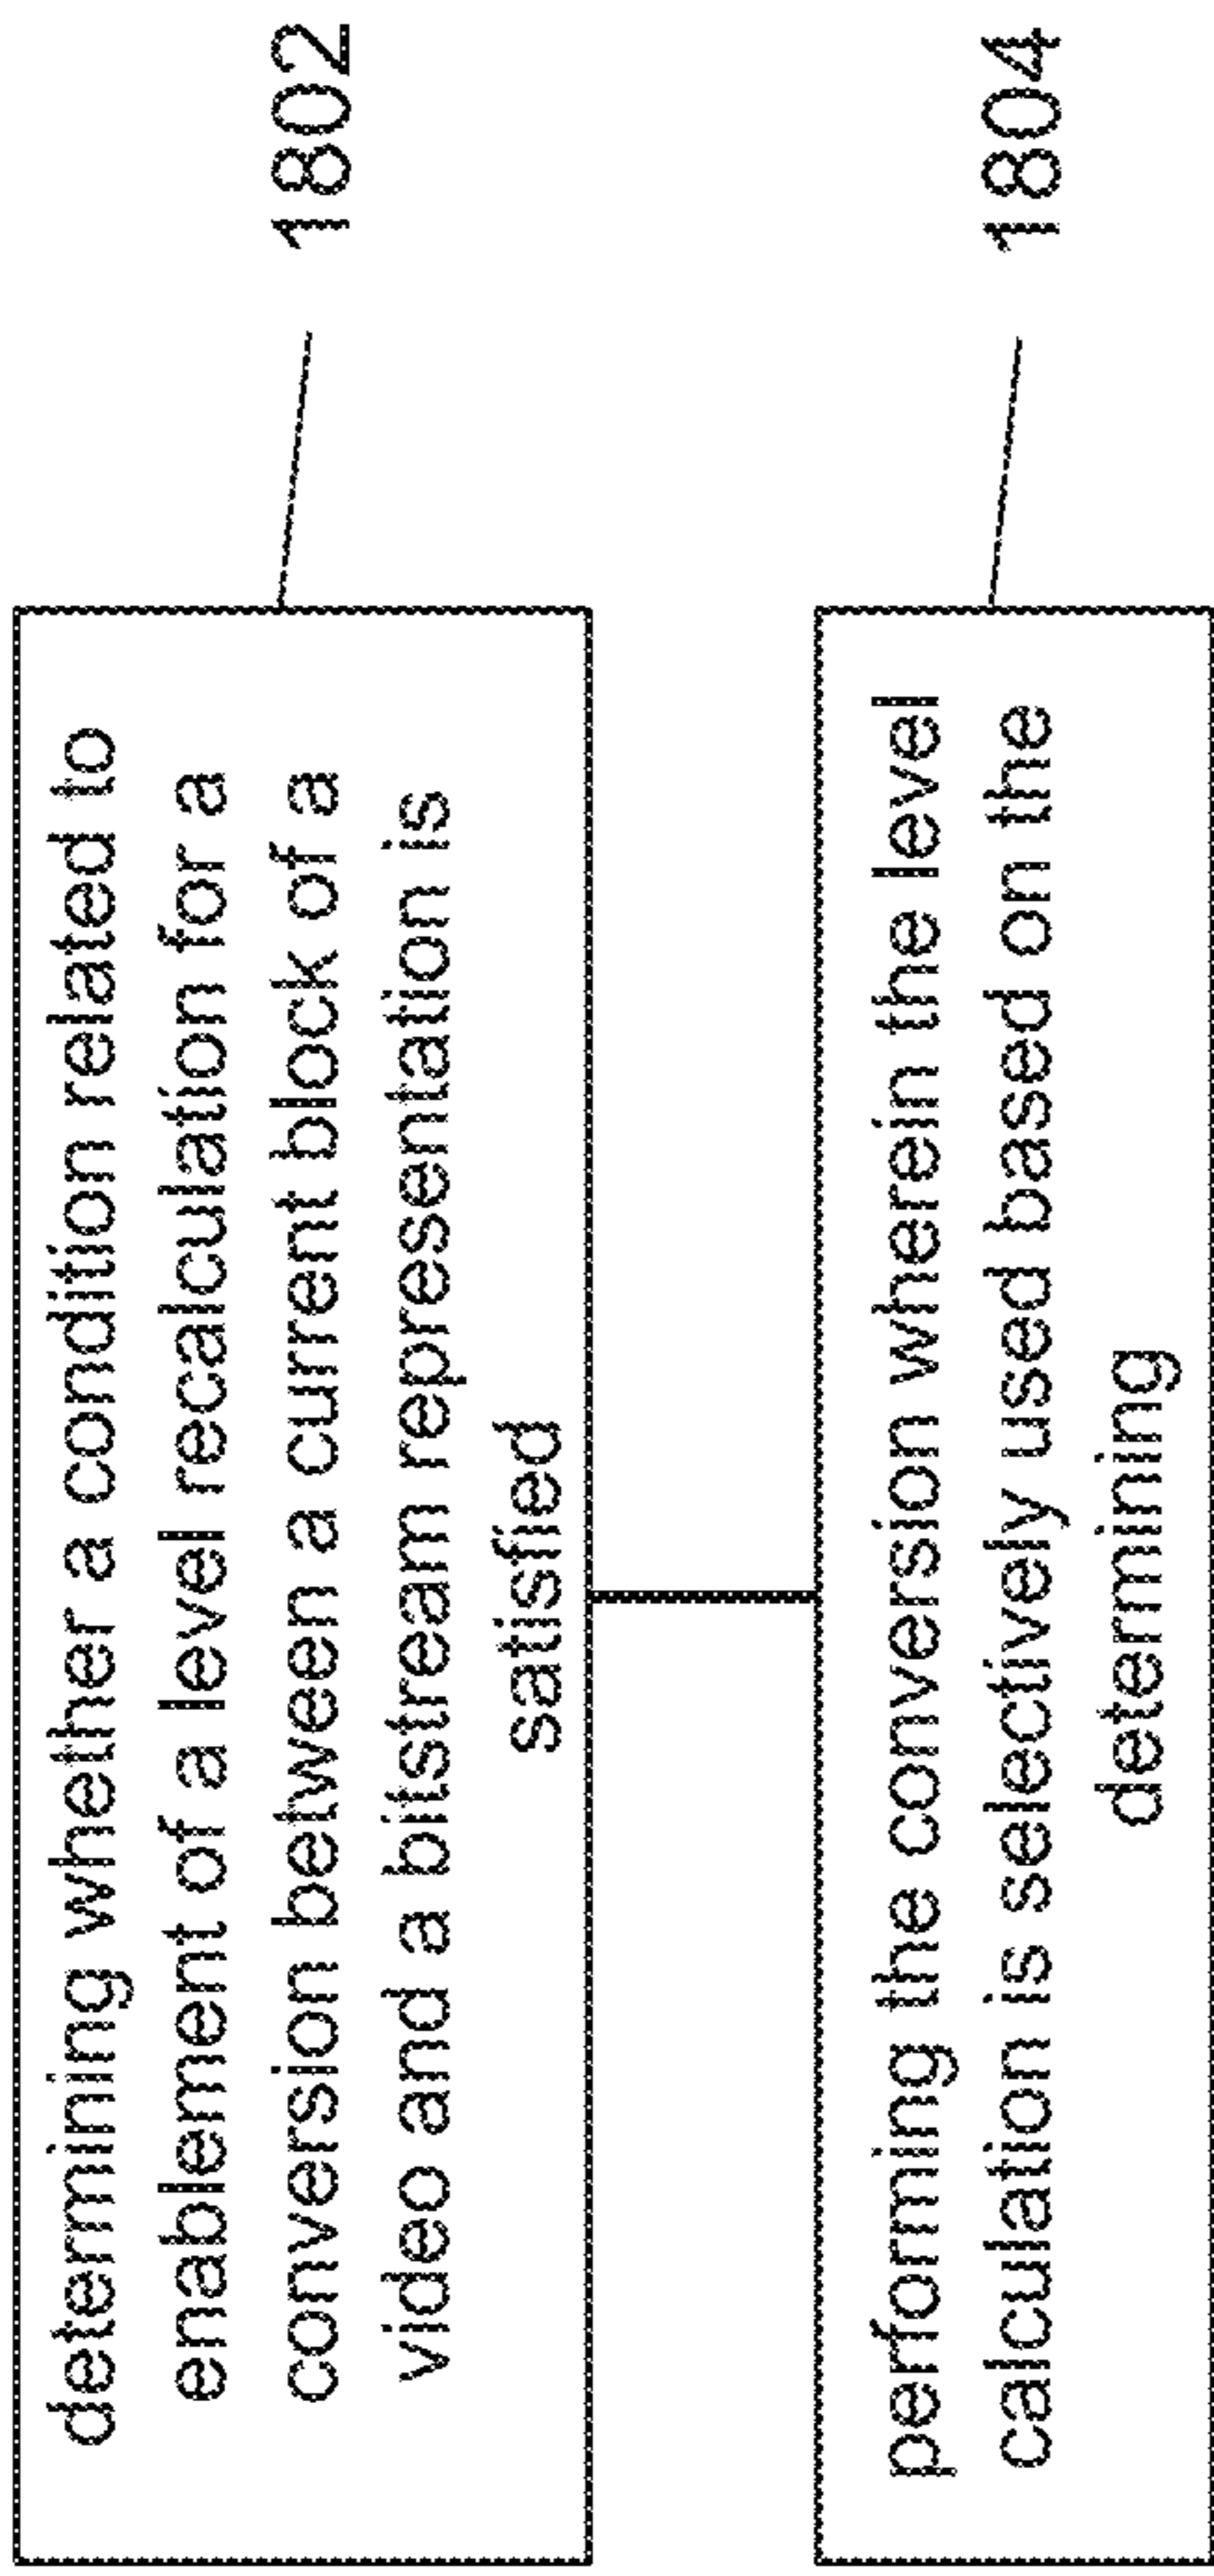 determining whether a condition related to
enablement of a level recalculation for a
conversion between a current block of a
video and a bitstream representation is
satisfied
1802
performing the conversion wherein the level
calculation is selectively used based on the
determining
1804